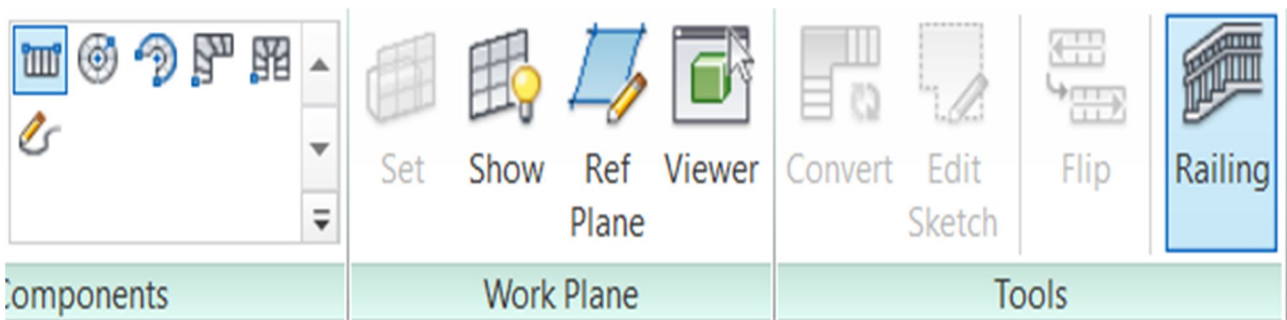 Set Show Ref Viewer Convert Edit Flip Railing
Plane Sketch
Components Work Plane Tools